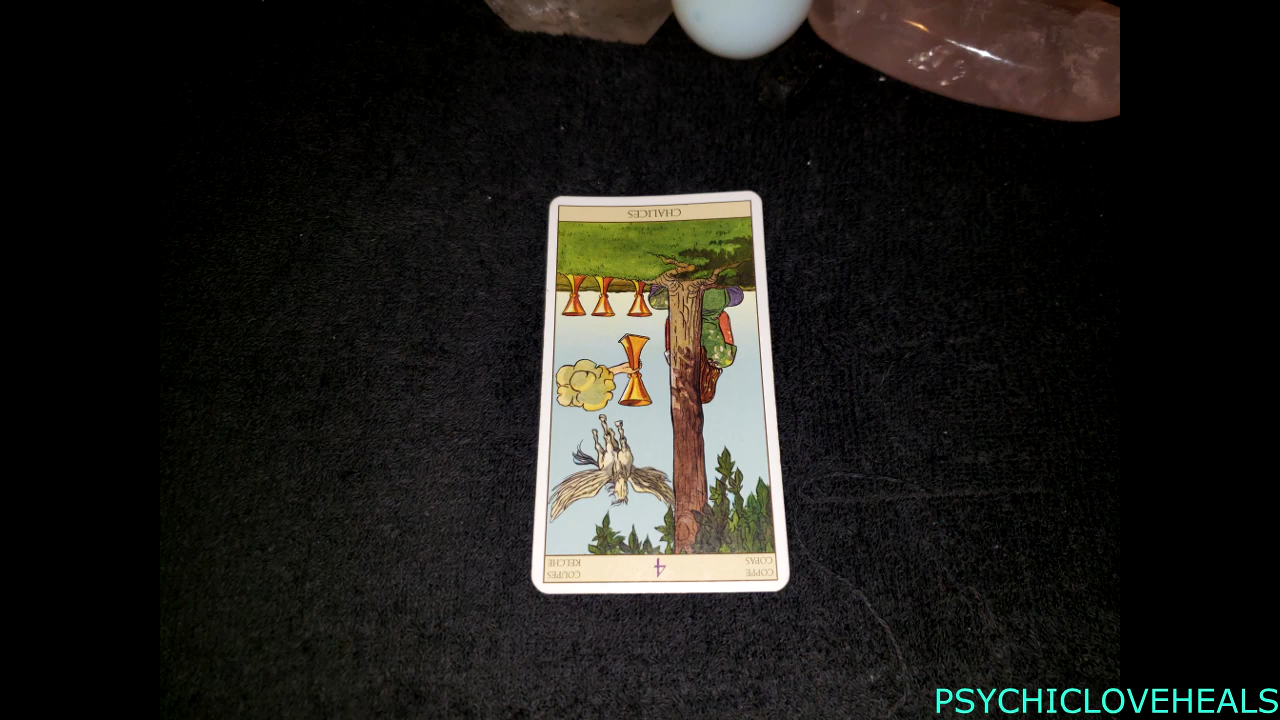 CHALICES
4
COUPES
KELCHE
COPPE
COPAS
PSYCHICLOVEHEALS